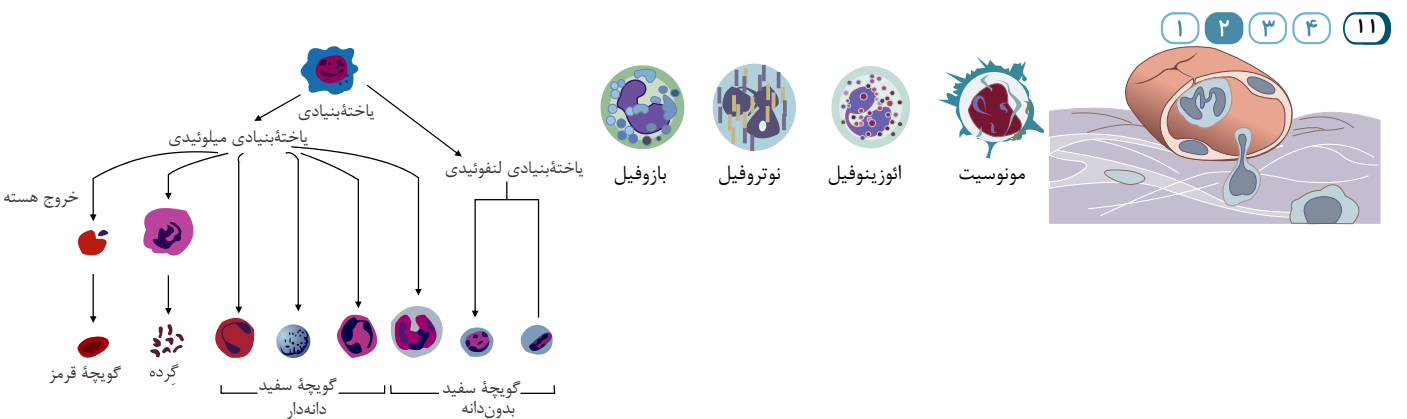 ۱۱ ۴ ۳ ۲ ۱
مونوسیت ائوزینوفیل نوتروفیل بازوفیل
یاختهٔ‌بنیادی
یاختهٔ‌بنیادی میلوئیدی
یاختهٔ‌بنیادی لنفوئیدی
خروج هسته
گویچهٔ سفید
بدون‌دانه
گویچهٔ سفید
دانه‌دار
گِرده
گویچهٔ قرمز